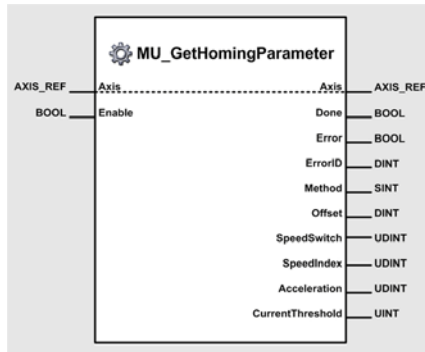 MU_GetHomingParameter
AXIS_REF Axis Axis AXIS_REF
BOOL Enable Done BOOL
Error BOOL
ErrorID DINT
Method SINT
Offset DINT
SpeedSwitch UDINT
SpeedIndex UDINT
Acceleration UDINT
CurrentThreshold UINT